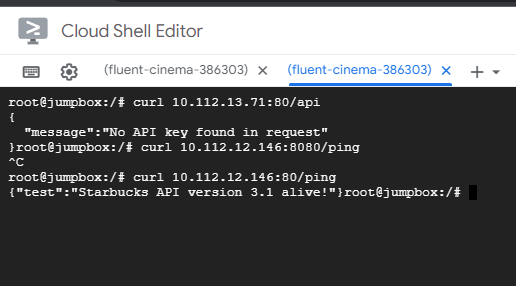 Cloud Shell Editor
(fluent-cinema-386303) (fluent-cinema-386303)
root@jumpbox:/# curl 10.112.13.71:80/api
{
  "message":"No API key found in request"
}root@jumpbox:/# curl 10.112.12.146:8080/ping
^C
root@jumpbox:/# curl 10.112.12.146:80/ping
{"test":"Starbucks API version 3.1 alive!"}root@jumpbox:/#